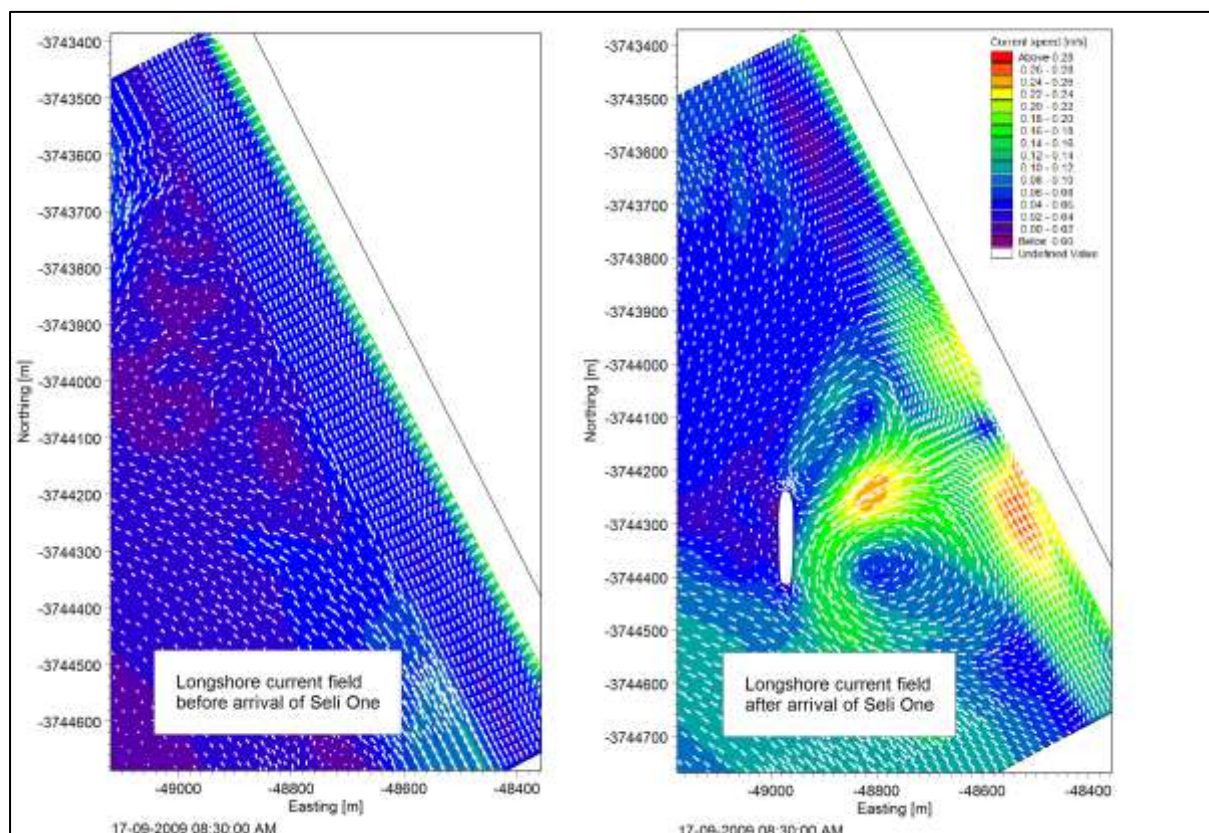 -3743400
-3743500
-3743600
-3743700
-3743800
-3743900
-3744000
-3744100
-3744200
-3744300
-3744400
-3744500
-3744600
Northing [m]
Longshore current field
before arrival of Seli One
-49000
-48800
-48600
-48400
Easting [m]
17-09-2009 08:30:00 AM
-3743400
-3743500
-3743600
-3743700
-3743800
-3743900
-3744000
-3744100
-3744200
-3744300
-3744400
-3744500
-3744600
-3744700
Northing [m]
Current speed [m/s]
Above 0.28
0.26 - 0.28
0.24 - 0.26
0.22 - 0.24
0.20 - 0.22
0.18 - 0.20
0.16 - 0.18
0.14 - 0.16
0.12 - 0.14
0.10 - 0.12
0.08 - 0.10
0.06 - 0.08
0.04 - 0.06
0.02 - 0.04
0.00 - 0.02
Below 0.00
Undefined Value
Longshore current field
after arrival of Seli One
-49000
-48800
-48600
-48400
Easting [m]
17-09-2009 08:30:00 AM